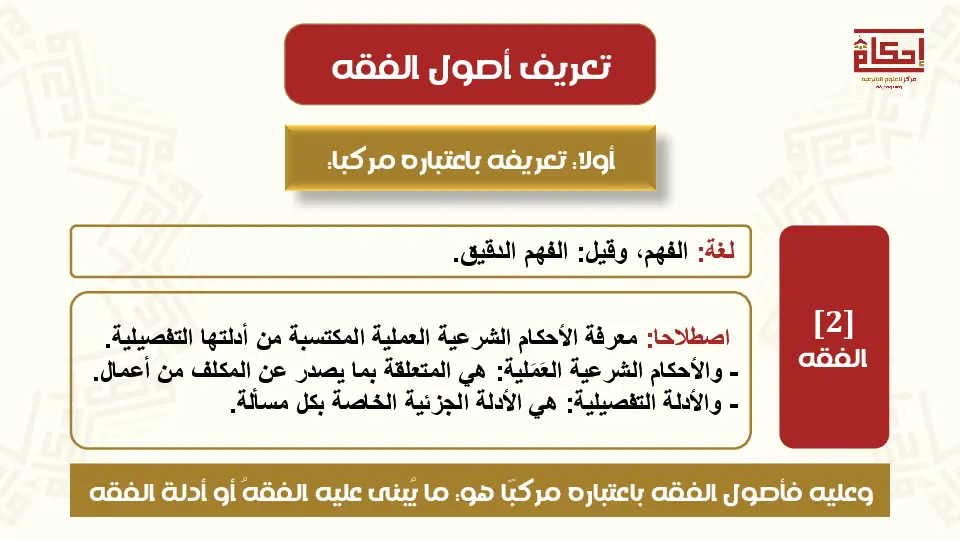 إحكام
مركز لعلوم الشريعة
تعريف أصول الفقه
أولا: تعريفه باعتباره مركبا:
[2]
الفقه
لغة: الفهم، وقيل: الفهم الدقيق.
اصطلاحا: معرفة الأحكام الشرعية العملية المكتسبة من أدلتها التفصيلية.
- والأحكام الشرعية العَمَلية: هي المتعلقة بما يصدر عن المكلف من أعمال.
- والأدلة التفصيلية: هي الأدلة الجزئية الخاصة بكل مسألة.
وعليه فأصول الفقه باعتباره مركبًا هو: ما يُبنى عليه الفقهُ أو أدلة الفقه